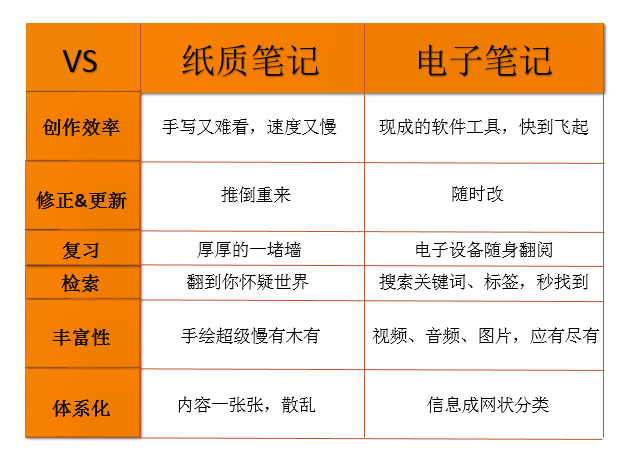 VS 纸质笔记 电子笔记
创作效率 手写又难看，速度又慢 现成的软件工具，快到飞起
修正&更新 推倒重来 随时改
复习 厚厚的一堵墙 电子设备随身翻阅
检索 翻到你怀疑世界 搜索关键词、标签，秒找到
丰富性 手绘超级慢有木有 视频、音频、图片，应有尽有
体系化 内容一张张，散乱 信息成网状分类